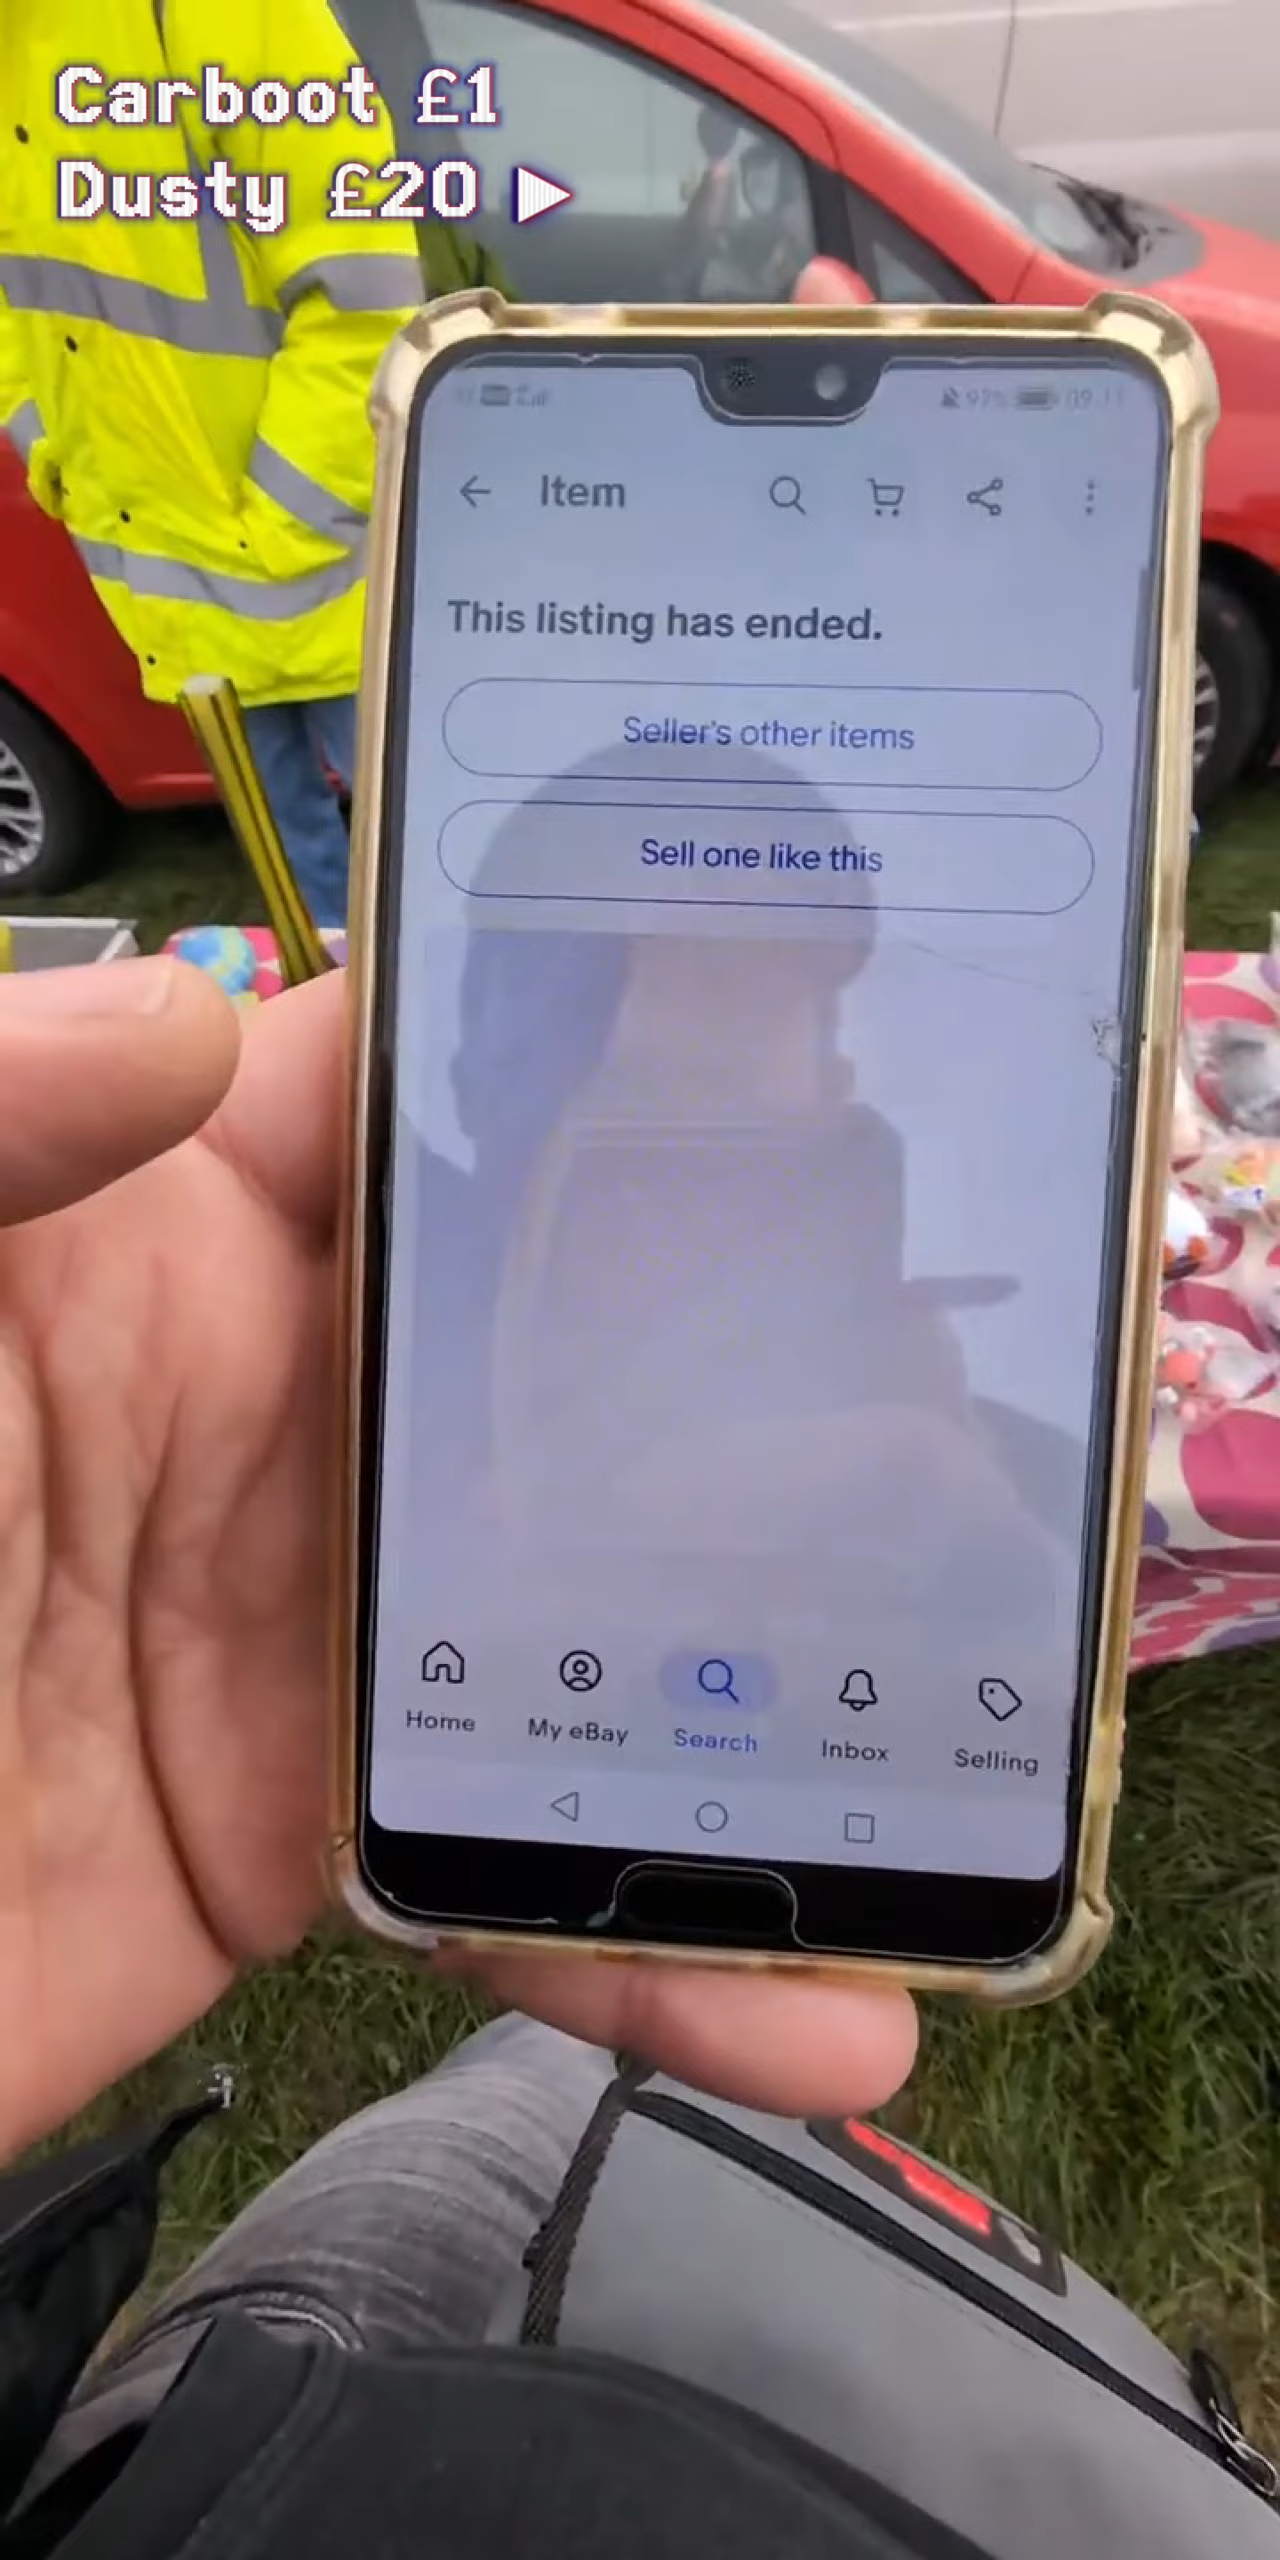 Carboot £1
Dusty £20 ▶
Item
This listing has ended.
Seller's other items
Sell one like this
Home
My eBay
Search
Inbox
Selling